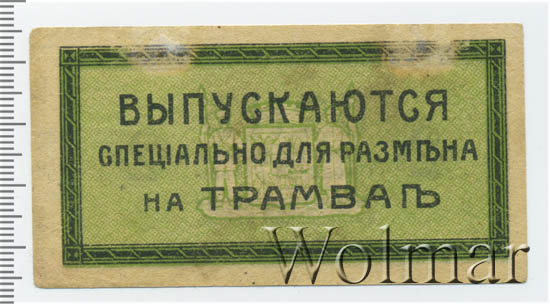 ВЫПУСКАЮТСЯ
СПЕЦІАЛЬНО ДЛЯ РАЗМѢНА
НА ТРАМВАѢ
Wolmar